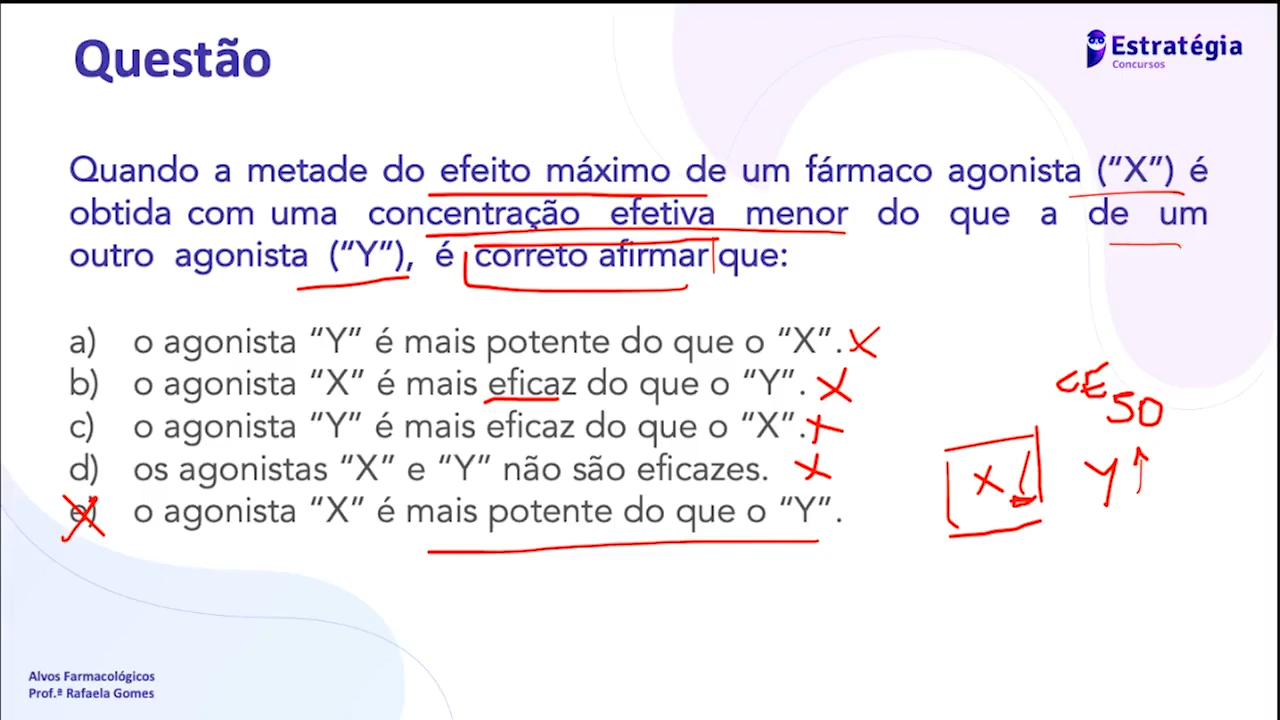 Questão
Estratégia
Concursos
Quando a metade do efeito máximo de um fármaco agonista (“X”) é
obtida com uma concentração efetiva menor do que a de um
outro agonista (“Y”), é correto afirmar que:
a) o agonista “Y” é mais potente do que o “X”. X
b) o agonista “X” é mais eficaz do que o “Y”. X
c) o agonista “Y” é mais eficaz do que o “X”. X
d) os agonistas “X” e “Y” não são eficazes. X
e) o agonista “X” é mais potente do que o “Y”.
CE50
X↓ Y↑
Alvos Farmacológicos
Prof.ª Rafaela Gomes